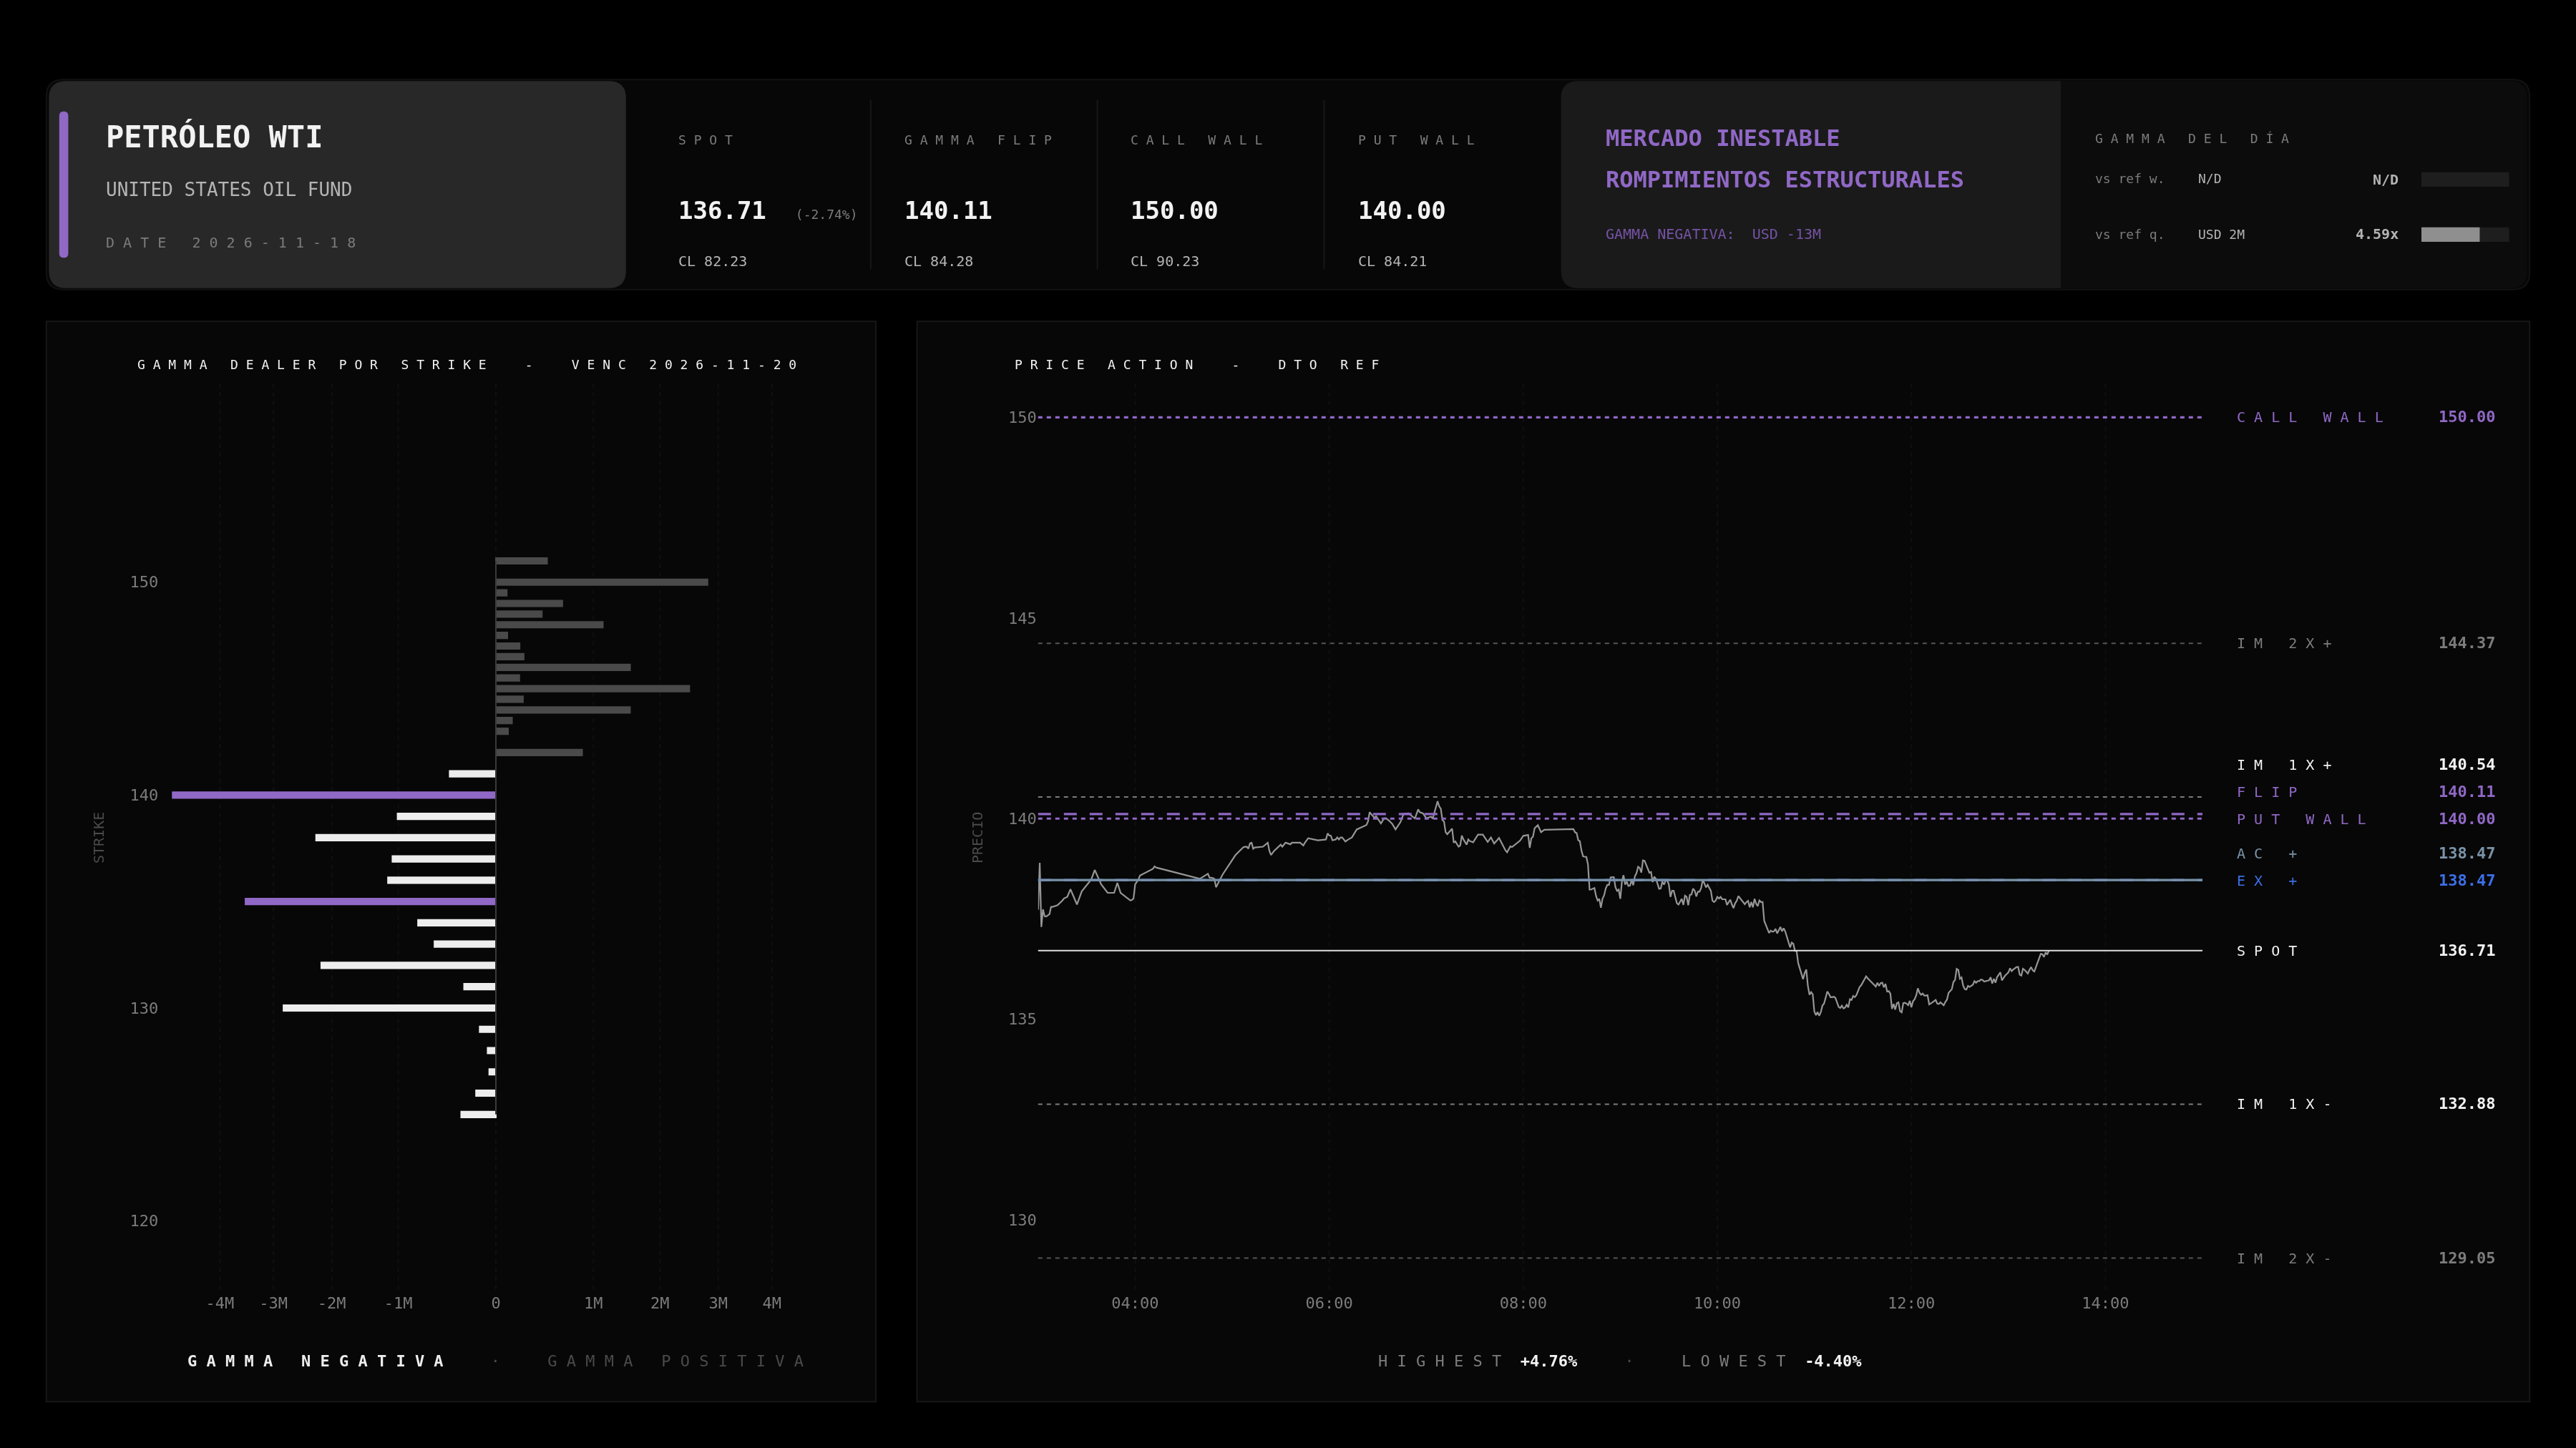 PETRÓLEO WTI
UNITED STATES OIL FUND
DATE 2026-11-18
SPOT
136.71 (-2.74%)
CL 82.23
GAMMA FLIP
140.11
CL 84.28
CALL WALL
150.00
CL 90.23
PUT WALL
140.00
CL 84.21
MERCADO INESTABLE
ROMPIMIENTOS ESTRUCTURALES
GAMMA NEGATIVA: USD -13M
GAMMA DEL DÍA
vs ref w. N/D N/D
vs ref q. USD 2M 4.59x
GAMMA DEALER POR STRIKE - VENC 2026-11-20
STRIKE
150
140
130
120
-4M -3M -2M -1M 0 1M 2M 3M 4M
GAMMA NEGATIVA · GAMMA POSITIVA
PRICE ACTION - DTO REF
PRECIO
150
145
140
135
130
CALL WALL 150.00
IM 2X+ 144.37
IM 1X+ 140.54
FLIP 140.11
PUT WALL 140.00
AC + 138.47
EX + 138.47
SPOT 136.71
IM 1X- 132.88
IM 2X- 129.05
04:00 06:00 08:00 10:00 12:00 14:00
HIGHEST +4.76% · LOWEST -4.40%